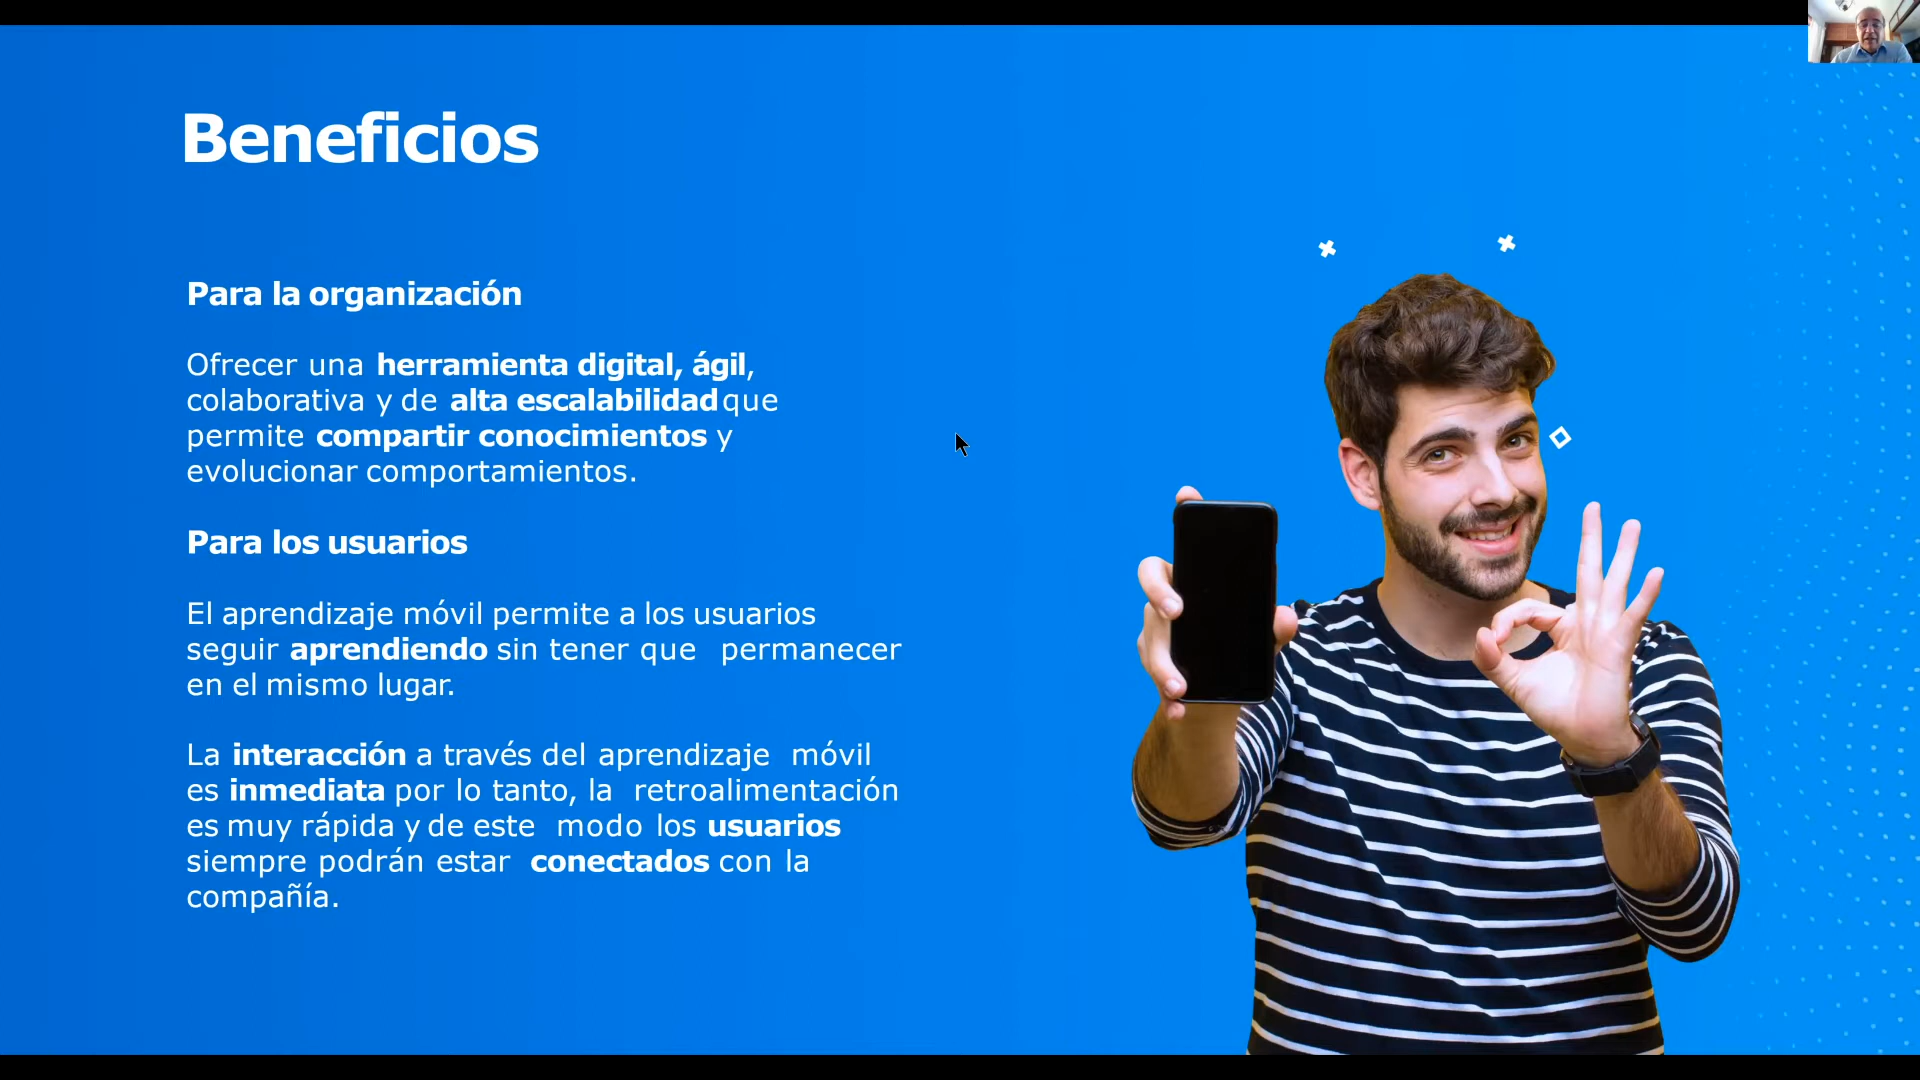 Beneficios
Para la organización
Ofrecer una herramienta digital, ágil,
colaborativa y de alta escalabilidad que
permite compartir conocimientos y
evolucionar comportamientos.
Para los usuarios
El aprendizaje móvil permite a los usuarios
seguir aprendiendo sin tener que permanecer
en el mismo lugar.
La interacción a través del aprendizaje móvil
es inmediata por lo tanto, la retroalimentación
es muy rápida y de este modo los usuarios
siempre podrán estar conectados con la
compañía.